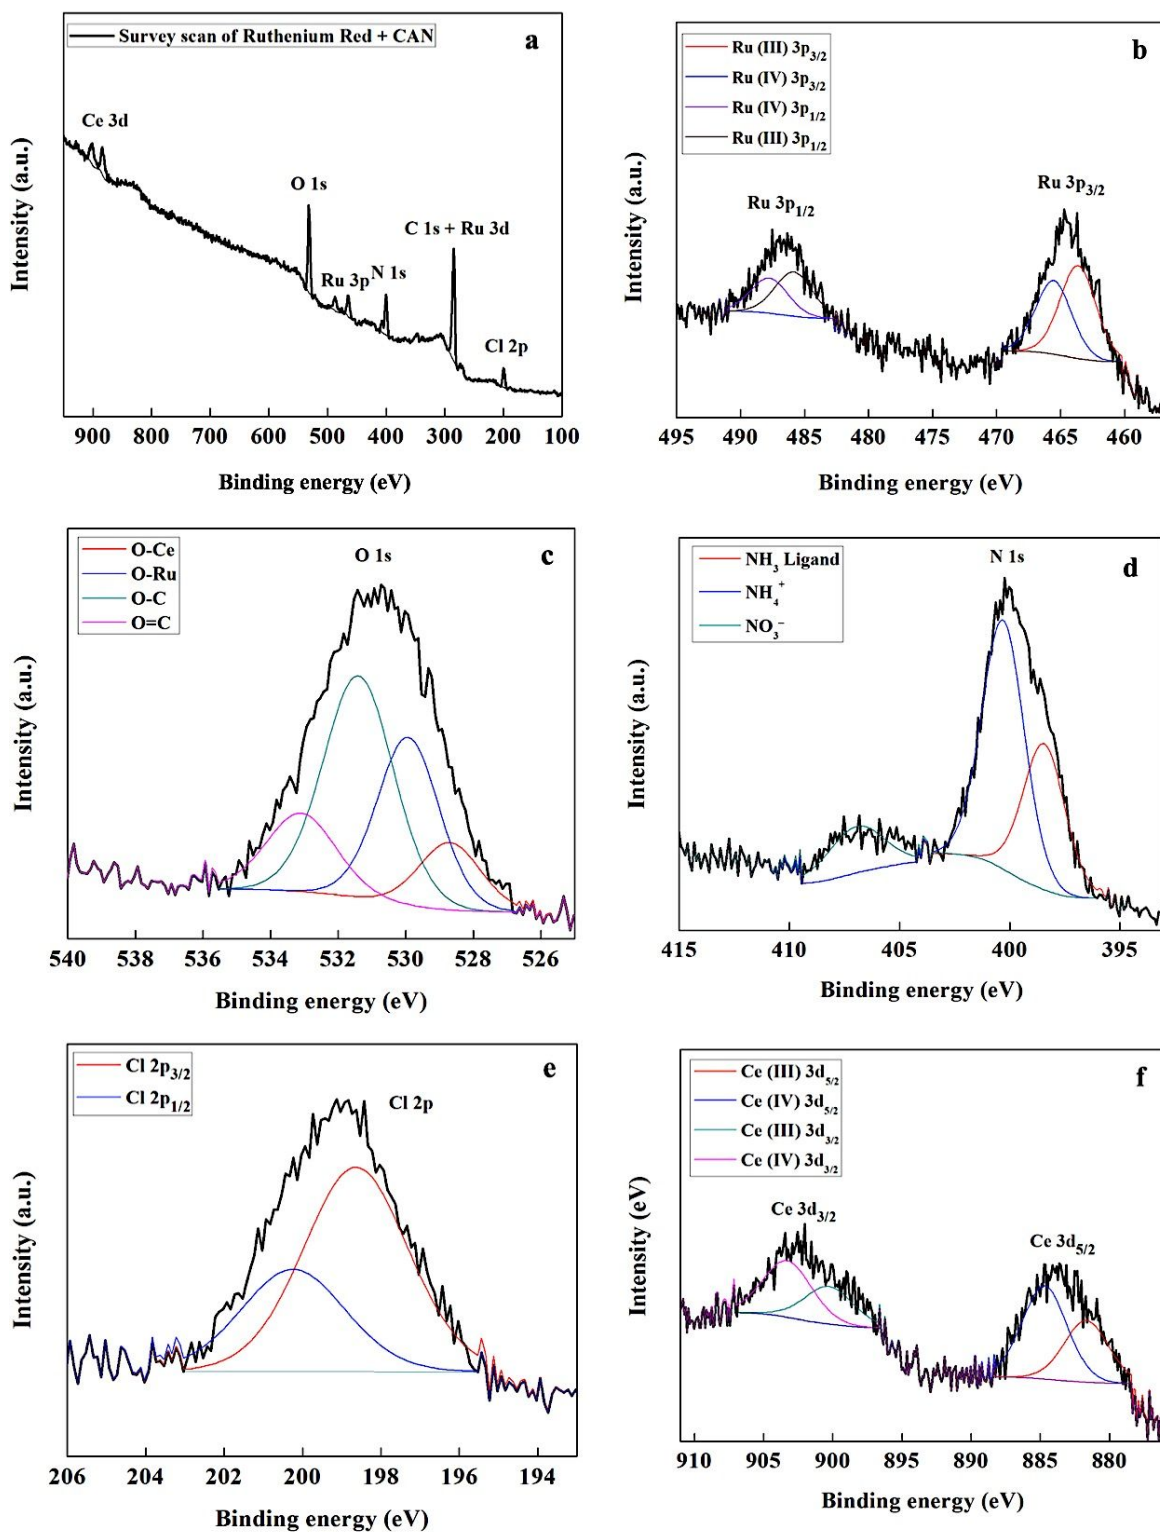 a
Survey scan of Ruthenium Red + CAN
Ce 3d
O 1s
Ru 3p
N 1s
C 1s + Ru 3d
Cl 2p
Intensity (a.u.)
900 800 700 600 500 400 300 200 100
Binding energy (eV)
b
Ru (III) 3p3/2
Ru (IV) 3p3/2
Ru (IV) 3p1/2
Ru (III) 3p1/2
Ru 3p1/2
Ru 3p3/2
Intensity (a.u.)
495 490 485 480 475 470 465 460
Binding energy (eV)
c
O-Ce
O-Ru
O-C
O=C
O 1s
Intensity (a.u.)
540 538 536 534 532 530 528 526
Binding energy (eV)
d
NH3 Ligand
NH4+
NO3−
N 1s
Intensity (a.u.)
415 410 405 400 395
Binding energy (eV)
e
Cl 2p3/2
Cl 2p1/2
Cl 2p
Intensity (a.u.)
206 204 202 200 198 196 194
Binding energy (eV)
f
Ce (III) 3d5/2
Ce (IV) 3d5/2
Ce (III) 3d3/2
Ce (IV) 3d3/2
Ce 3d3/2
Ce 3d5/2
Intensity (eV)
910 905 900 895 890 885 880
Binding energy (eV)